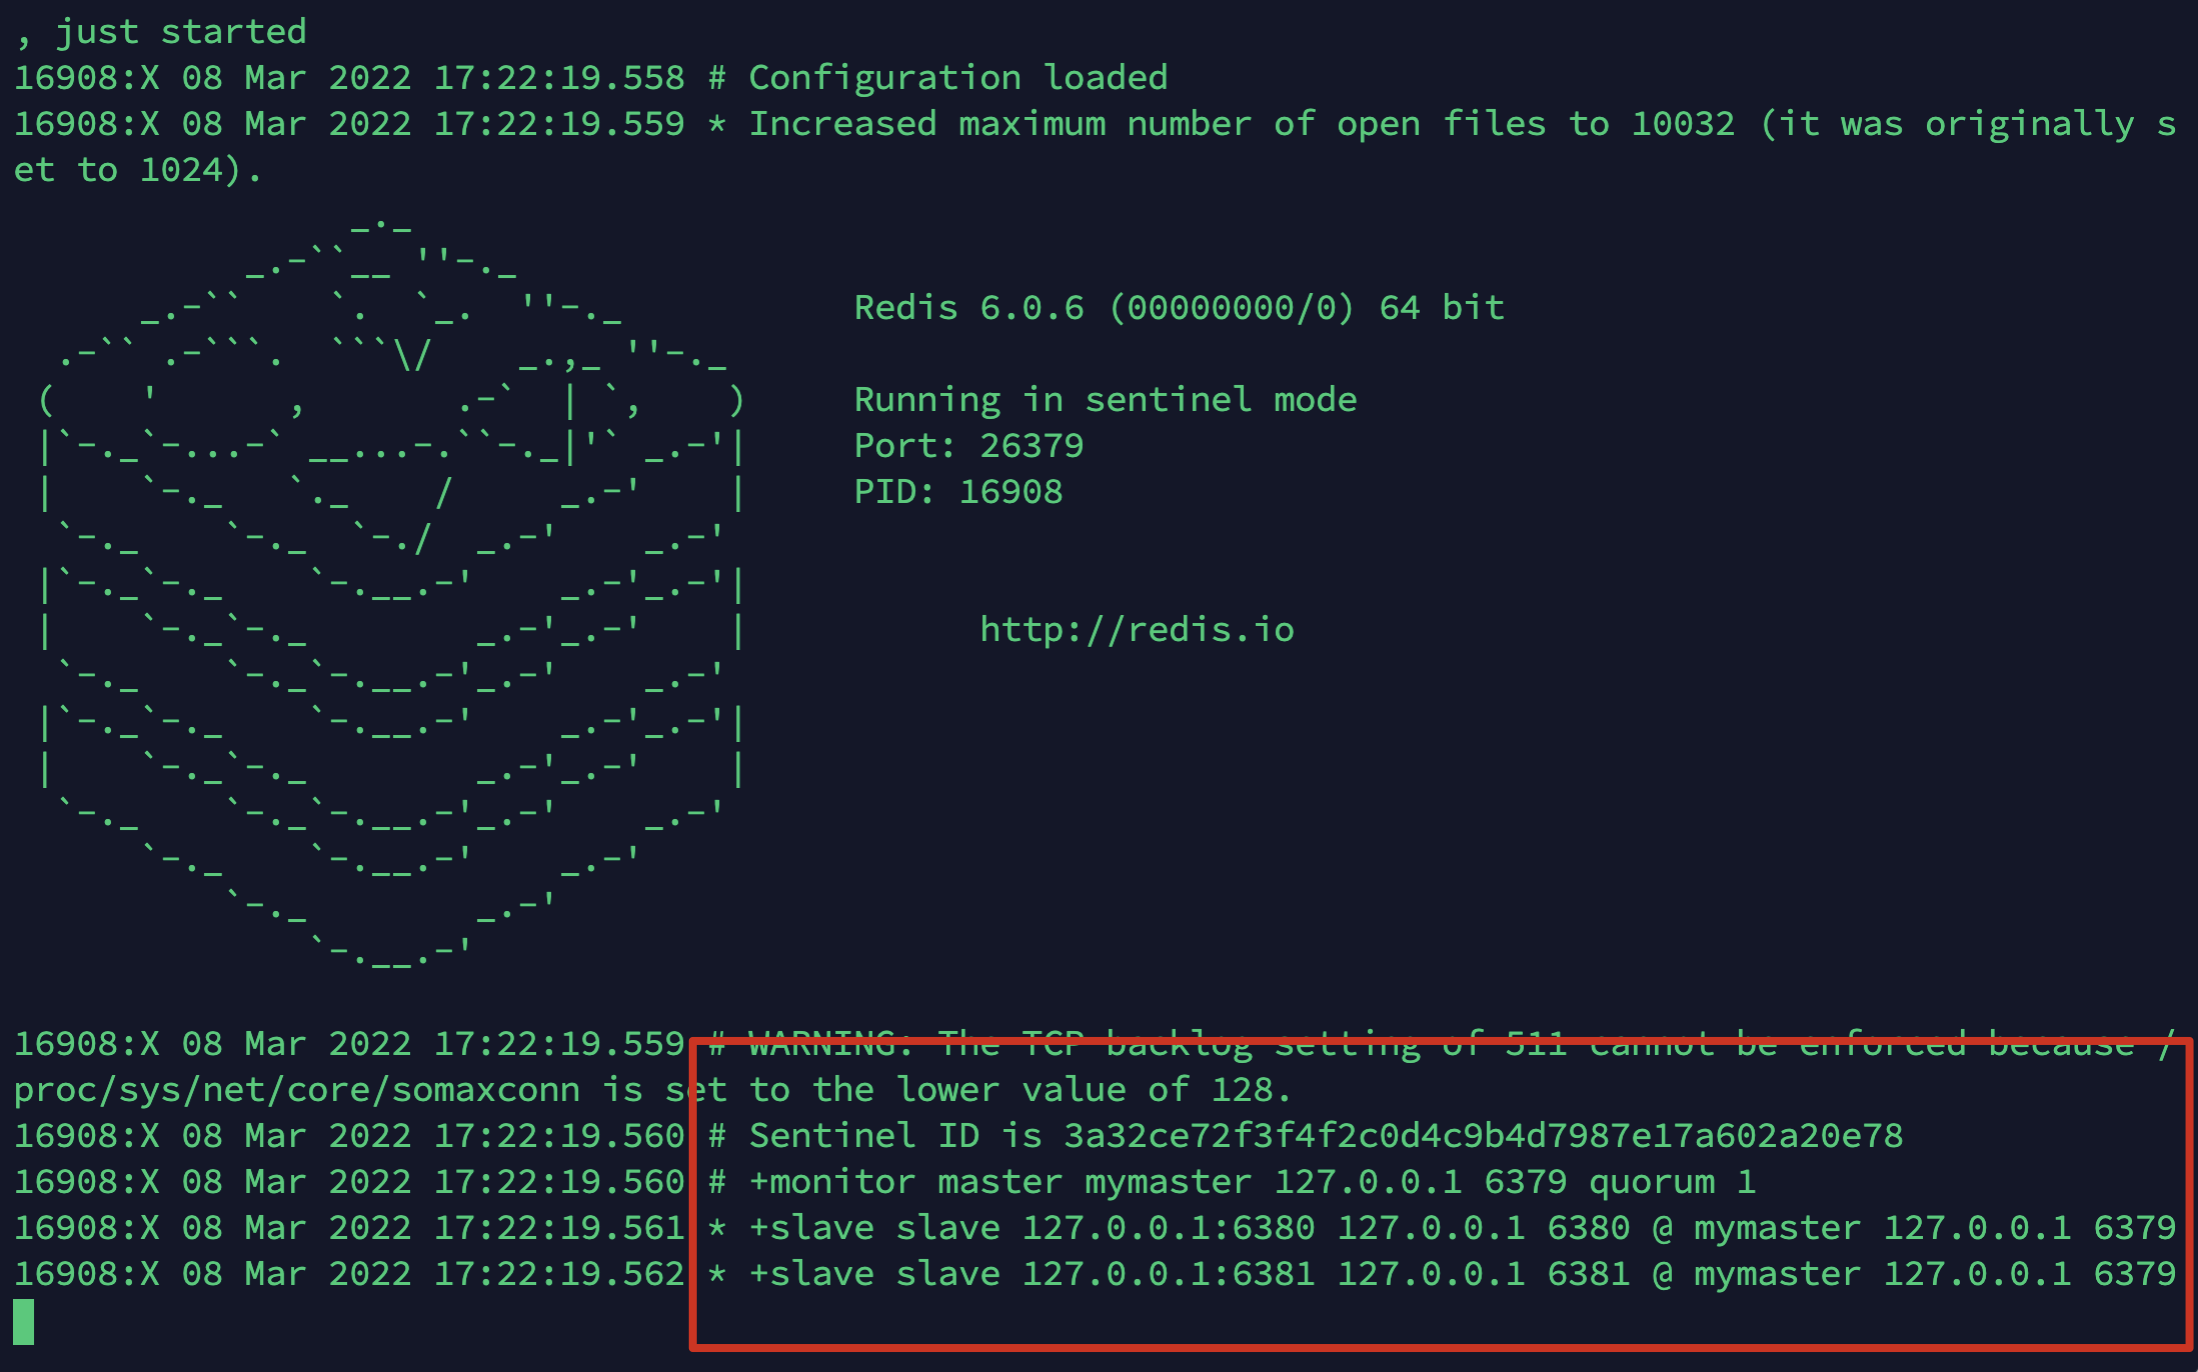 , just started
16908:X 08 Mar 2022 17:22:19.558 # Configuration loaded
16908:X 08 Mar 2022 17:22:19.559 * Increased maximum number of open files to 10032 (it was originally s
et to 1024).
Redis 6.0.6 (00000000/0) 64 bit
Running in sentinel mode
Port: 26379
PID: 16908
http://redis.io
16908:X 08 Mar 2022 17:22:19.559 # WARNING: The TCP backlog setting of 511 cannot be enforced because /
proc/sys/net/core/somaxconn is set to the lower value of 128.
16908:X 08 Mar 2022 17:22:19.560 # Sentinel ID is 3a32ce72f3f4f2c0d4c9b4d7987e17a602a20e78
16908:X 08 Mar 2022 17:22:19.560 # +monitor master mymaster 127.0.0.1 6379 quorum 1
16908:X 08 Mar 2022 17:22:19.561 * +slave slave 127.0.0.1:6380 127.0.0.1 6380 @ mymaster 127.0.0.1 6379
16908:X 08 Mar 2022 17:22:19.562 * +slave slave 127.0.0.1:6381 127.0.0.1 6381 @ mymaster 127.0.0.1 6379